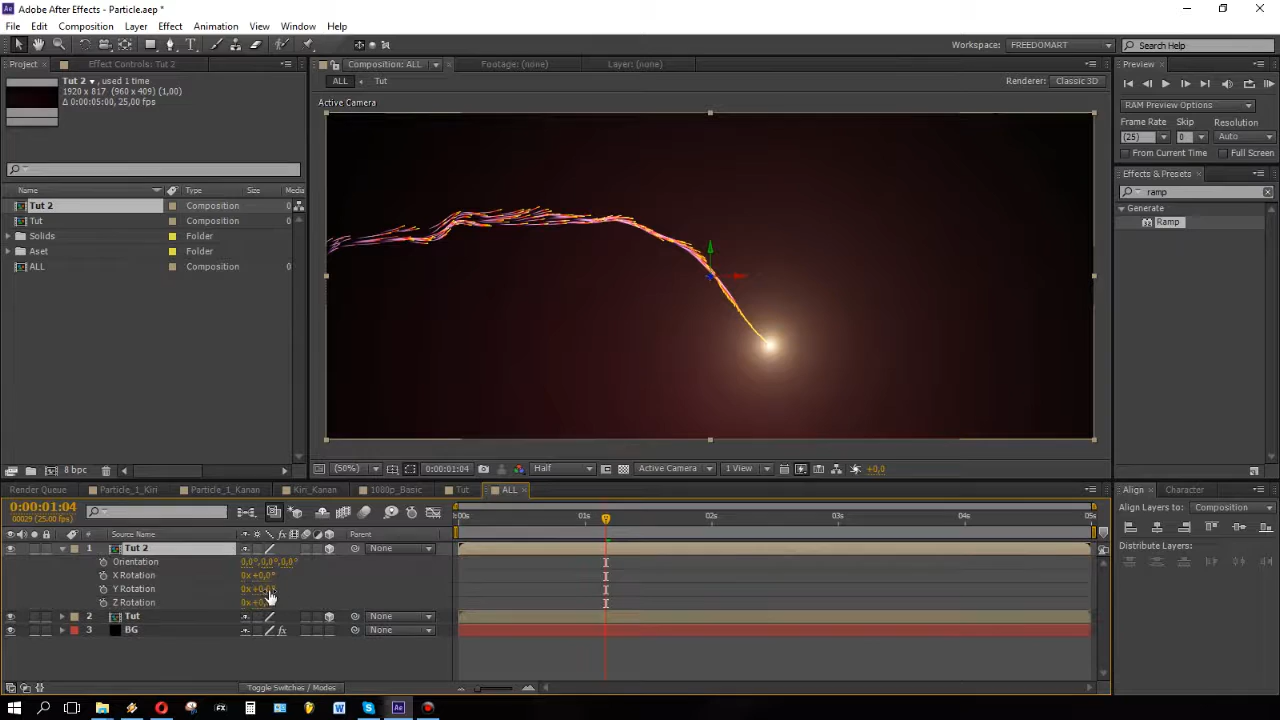 Adobe After Effects - Particle.aep *
File Edit Composition Layer Effect Animation View Window Help
Workspace: FREEDOMART Search Help
Project Effect Controls: Tut 2 Composition: ALL Footage: (none) Layer: (none) Preview
Tut 2, used 1 time
1920 x 817 (960 x 409) (1,00)
Δ 0:00:05:00, 25,00 fps
ALL Tut Renderer: Classic 3D
Active Camera
RAM Preview Options
Frame Rate Skip Resolution
(25) 0 Auto
From Current Time Full Screen
Effects & Presets
ramp
Generate
Ramp
Name Type Size Media
Tut 2 Composition 0
Tut Composition 0
Solids Folder
Aset Folder
ALL Composition 0
8 bpc
(50%) 0:00:01:04 Half Active Camera 1 View +0,0
Render Queue Particle_1_Kiri Particle_1_Kanan Kiri_Kanan 1080p_Basic Tut ALL
Align Character
0:00:01:04
00029 (25.00 fps)
:00s 01s 02s 03s 04s 05s
Align Layers to: Composition
# Source Name Parent
Distribute Layers:
1 Tut 2 None
Orientation 0,0°,0,0°,0,0°
X Rotation 0x+0,0°
Y Rotation 0x+0,0°
Z Rotation 0x+0,
2 Tut None
3 BG fx None
Toggle Switches / Modes